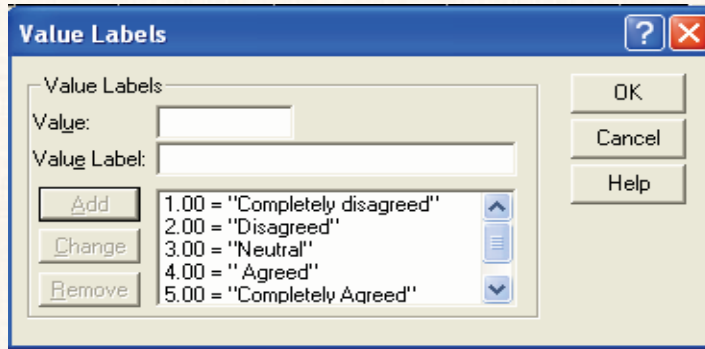 Value Labels
Value Labels
OK
Value:
Cancel
Value Label:
Help
Add
1.00 = "Completely disagreed"
2.00 = "Disagreed"
Change
3.00 = "Neutral"
4.00 = " Agreed"
Remove
5.00 = "Completely Agreed"